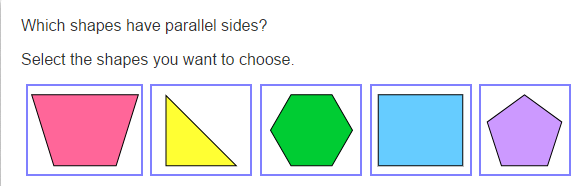 Which shapes have parallel sides?
Select the shapes you want to choose.